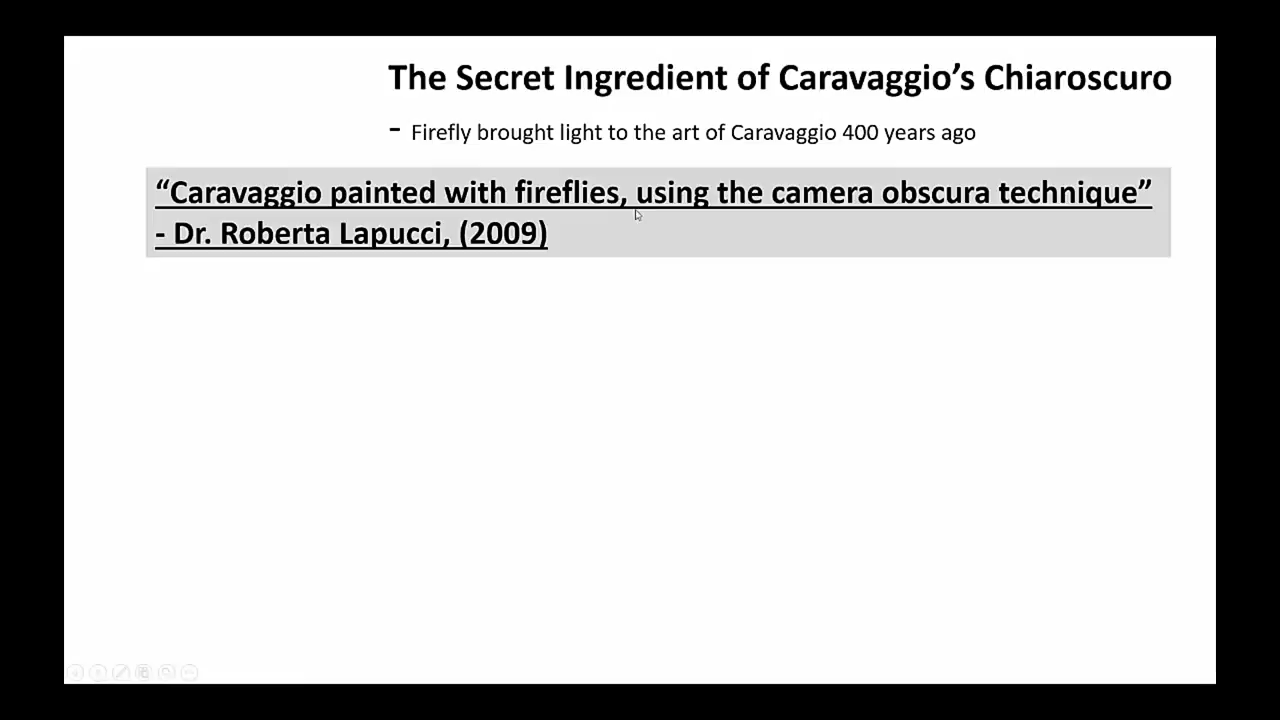 The Secret Ingredient of Caravaggio’s Chiaroscuro
- Firefly brought light to the art of Caravaggio 400 years ago
“Caravaggio painted with fireflies, using the camera obscura technique”
- Dr. Roberta Lapucci, (2009)